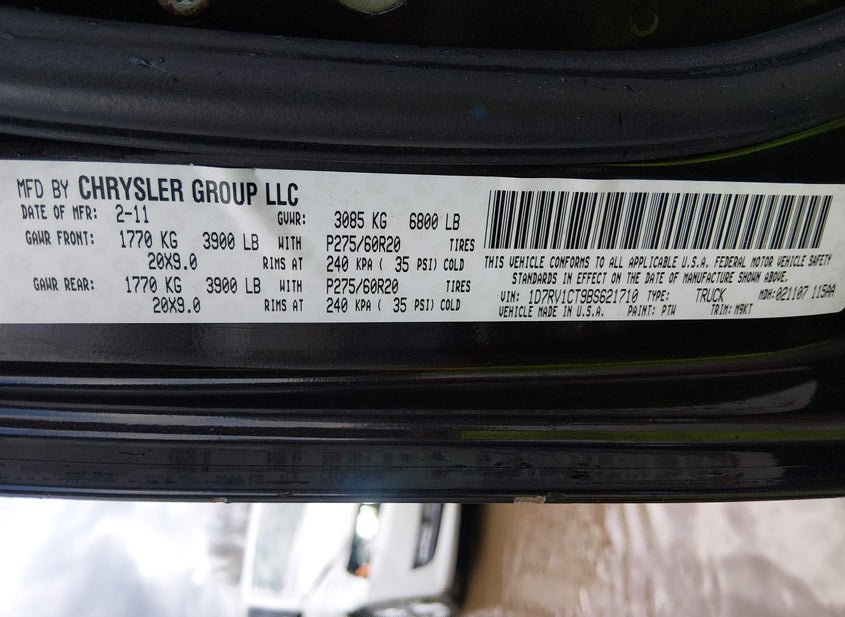 MFD BY CHRYSLER GROUP LLC
DATE OF MFR: 2-11 GVWR: 3085 KG 6800 LB
GAWR FRONT: 1770 KG 3900 LB WITH P275/60R20 TIRES
20X9.0 RIMS AT 240 KPA ( 35 PSI) COLD
GAWR REAR: 1770 KG 3900 LB WITH P275/60R20 TIRES
20X9.0 RIMS AT 240 KPA ( 35 PSI) COLD
THIS VEHICLE CONFORMS TO ALL APPLICABLE U.S.A. FEDERAL MOTOR VEHICLE SAFETY
STANDARDS IN EFFECT ON THE DATE OF MANUFACTURE SHOWN ABOVE.
VIN: 1D7RV1CT9BS621710 TYPE: TRUCK MDH:021107 115AA
VEHICLE MADE IN U.S.A. PAINT: PTW TRIM: M9KT